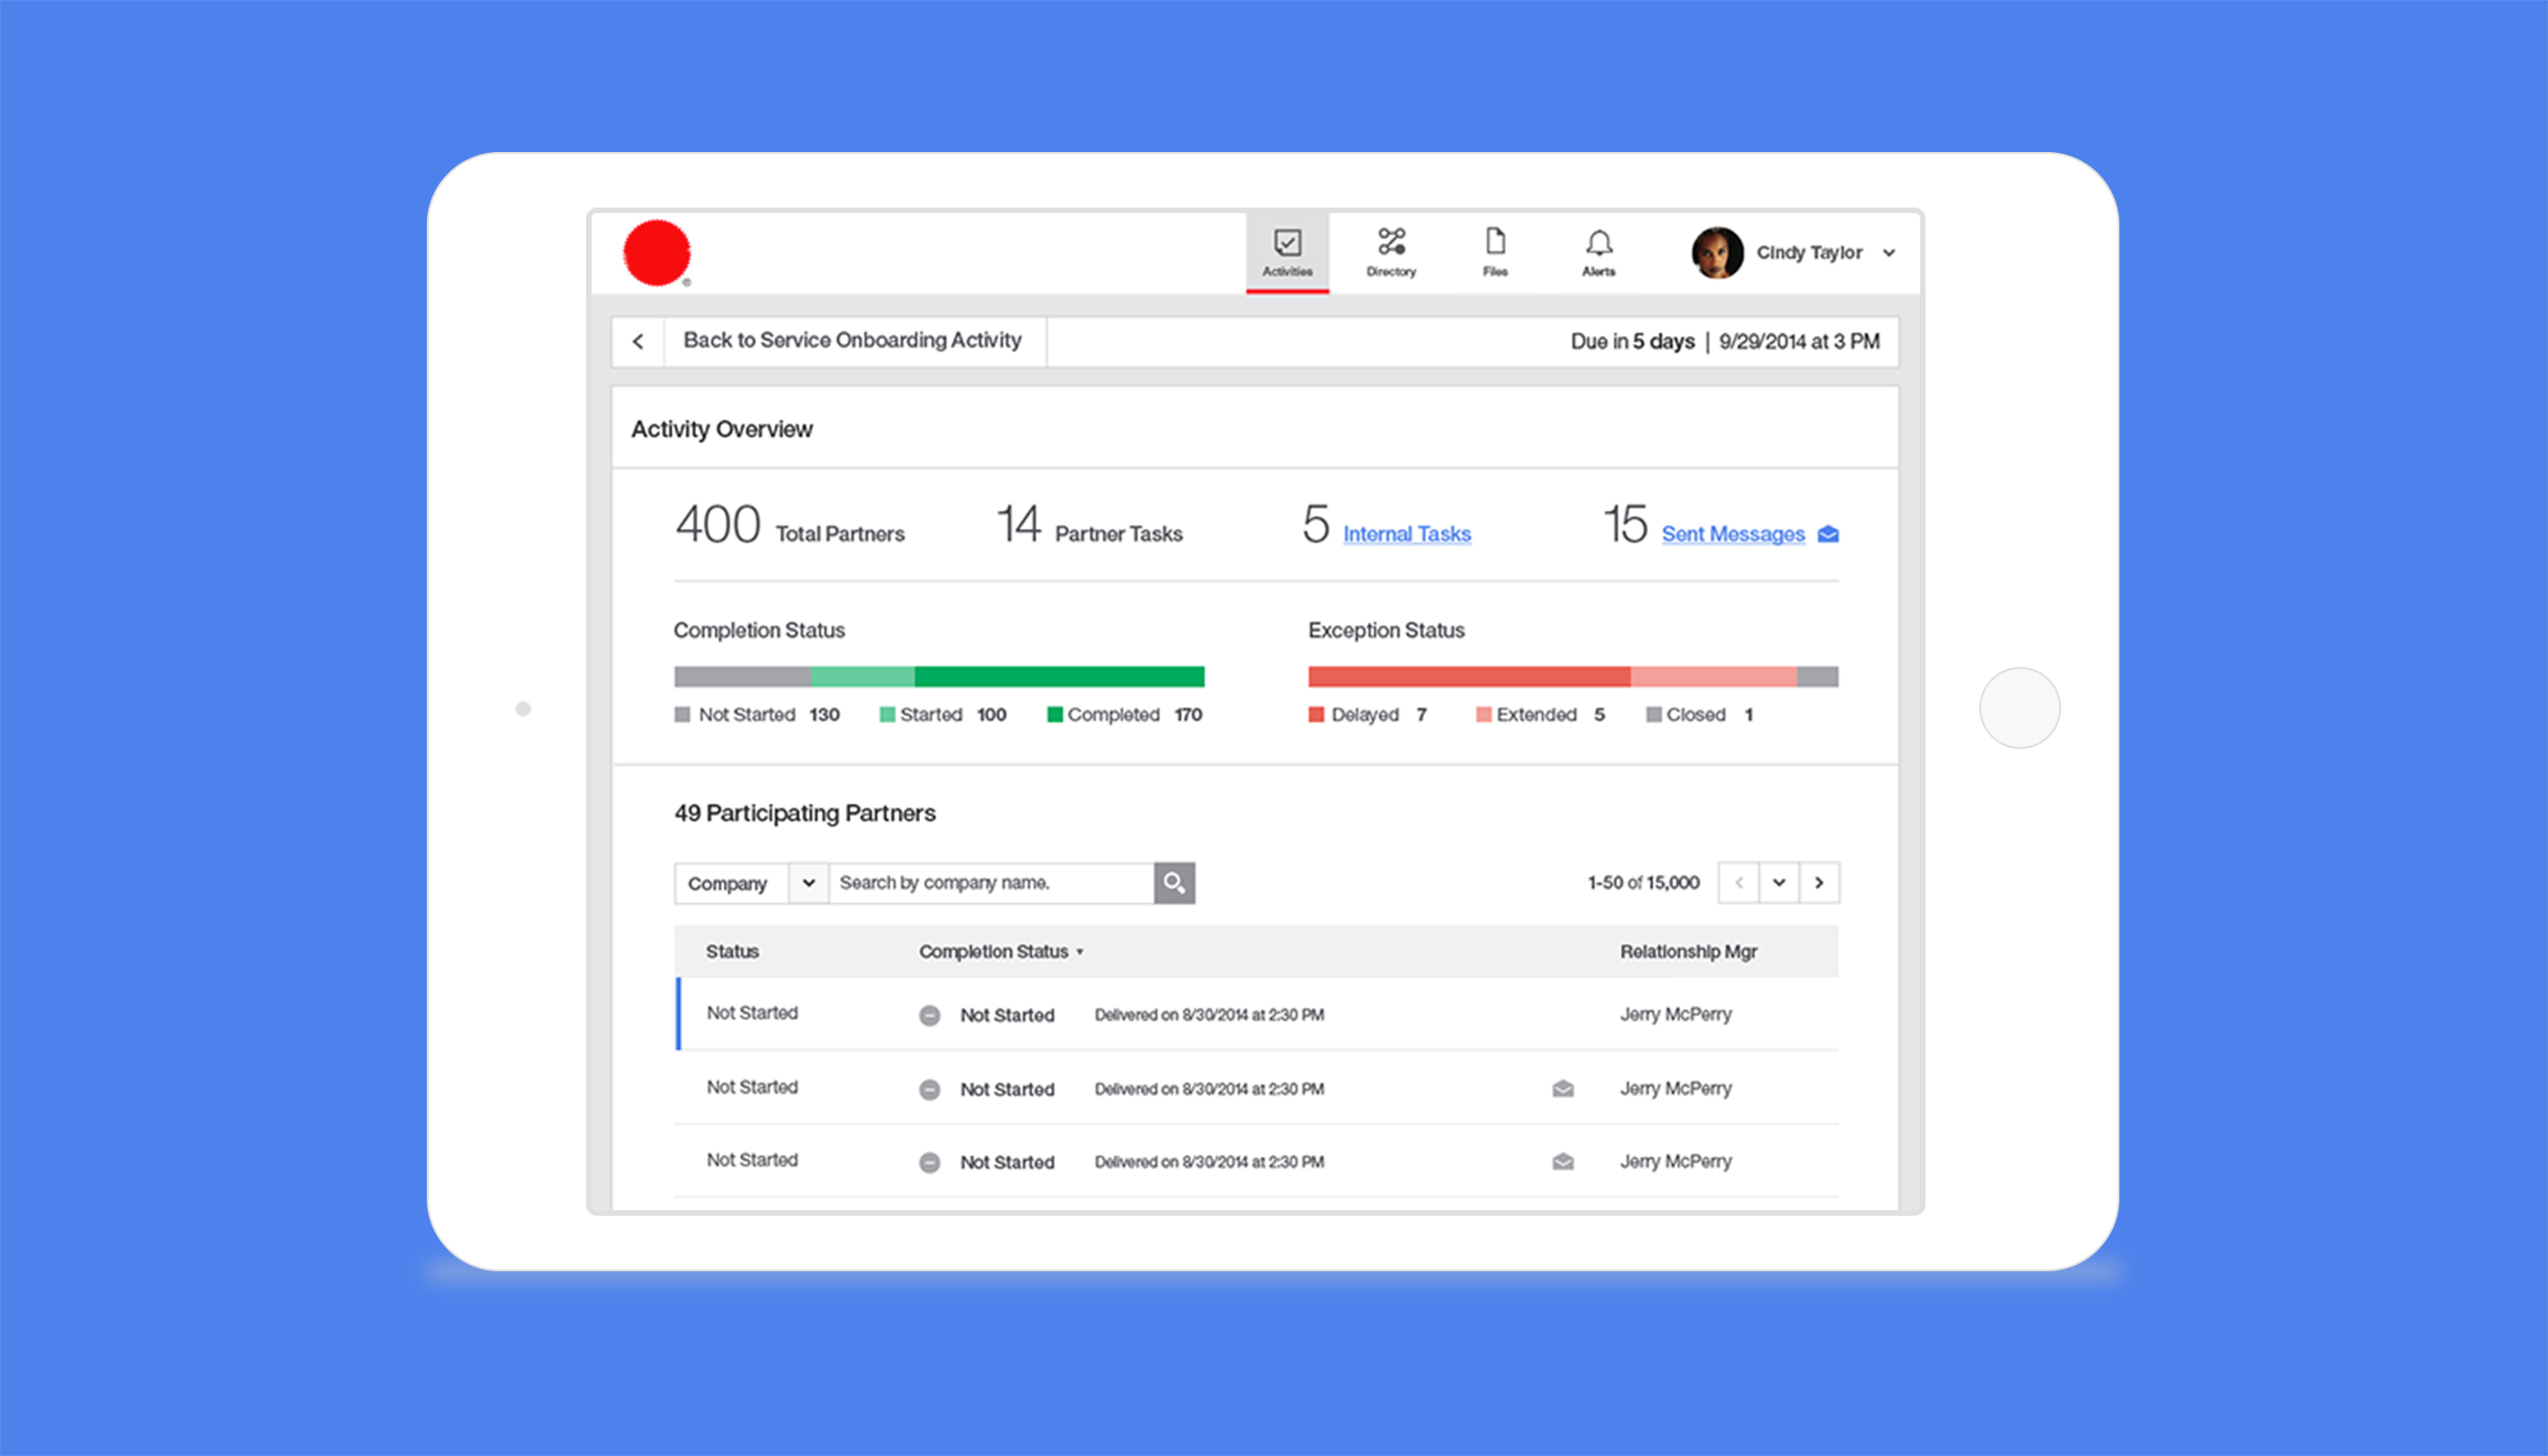 Activities
Directory
Files
Alerts
Cindy Taylor
Back to Service Onboarding Activity
Due in 5 days | 9/29/2014 at 3 PM
Activity Overview
400 Total Partners
14 Partner Tasks
5 Internal Tasks
15 Sent Messages
Completion Status
Not Started 130
Started 100
Completed 170
Exception Status
Delayed 7
Extended 5
Closed 1
49 Participating Partners
Company
Search by company name.
1-50 of 15,000
Status
Completion Status
Relationship Mgr
Not Started
Not Started
Delivered on 8/30/2014 at 2:30 PM
Jerry McPerry
Not Started
Not Started
Delivered on 8/30/2014 at 2:30 PM
Jerry McPerry
Not Started
Not Started
Delivered on 8/30/2014 at 2:30 PM
Jerry McPerry